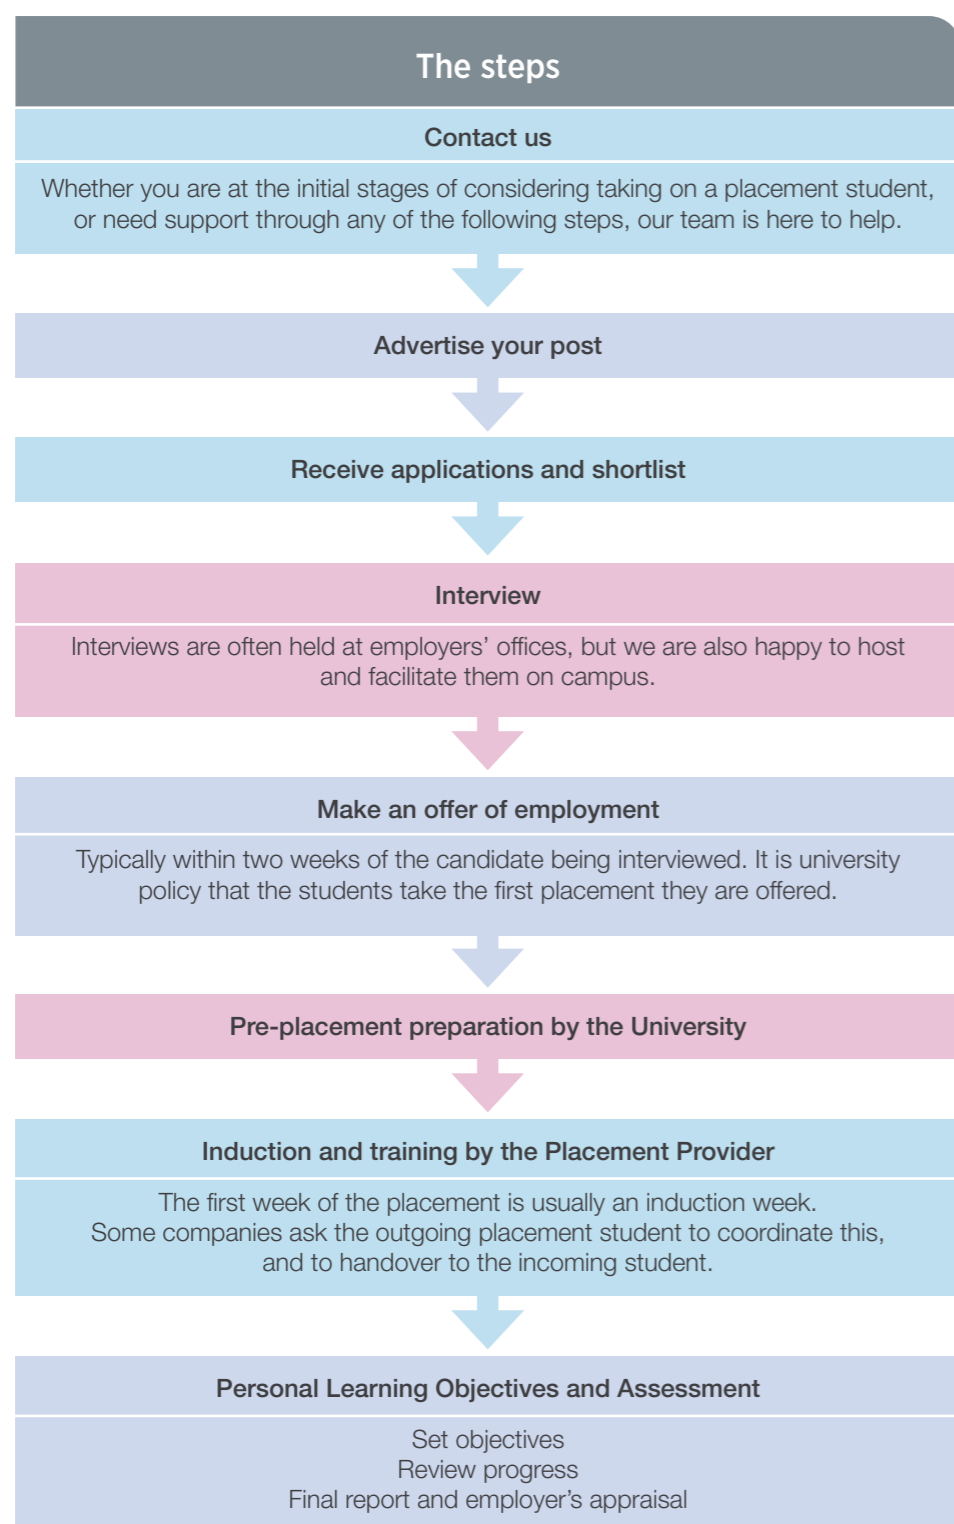 The steps
Contact us
Whether you are at the initial stages of considering taking on a placement student,
or need support through any of the following steps, our team is here to help.
Advertise your post
Receive applications and shortlist
Interview
Interviews are often held at employers’ offices, but we are also happy to host
and facilitate them on campus.
Make an offer of employment
Typically within two weeks of the candidate being interviewed. It is university
policy that the students take the first placement they are offered.
Pre-placement preparation by the University
Induction and training by the Placement Provider
The first week of the placement is usually an induction week.
Some companies ask the outgoing placement student to coordinate this,
and to handover to the incoming student.
Personal Learning Objectives and Assessment
Set objectives
Review progress
Final report and employer’s appraisal